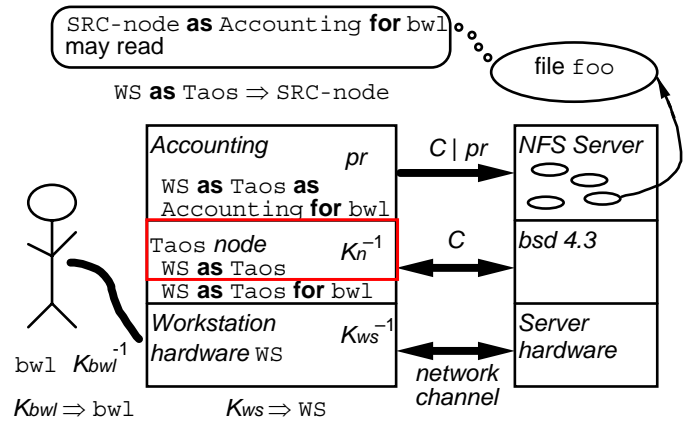 SRC-node as Accounting for bwl
may read
file foo
WS as Taos ⇒ SRC-node
Accounting
pr
WS as Taos as
Accounting for bwl
C | pr
NFS Server
Taos node
Kn⁻¹
WS as Taos
WS as Taos for bwl
C
bsd 4.3
Workstation
hardware WS
Kws⁻¹
Server
hardware
network
channel
bwl Kbwl⁻¹
Kbwl ⇒ bwl
Kws ⇒ WS